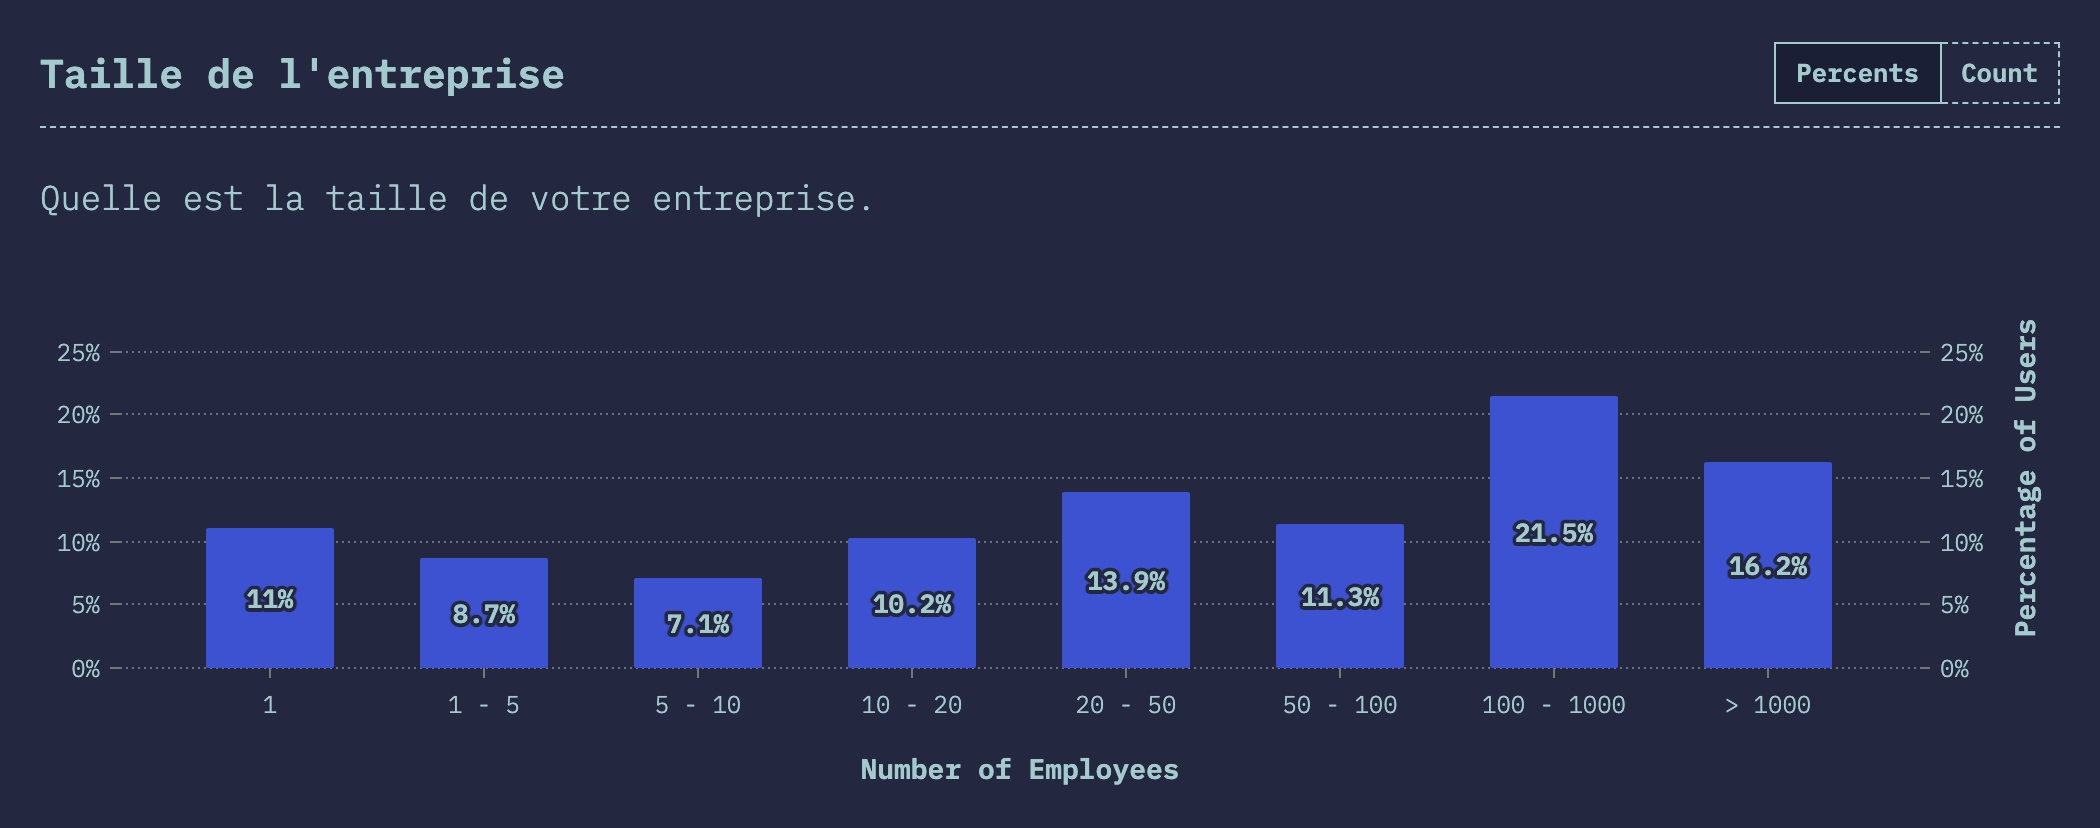 Taille de l'entreprise
Percents
Count
Quelle est la taille de votre entreprise.
25%
20%
15%
10%
5%
0%
11%
8.7%
7.1%
10.2%
13.9%
11.3%
21.5%
16.2%
25%
20%
15%
10%
5%
0%
Percentage of Users
1
1 - 5
5 - 10
10 - 20
20 - 50
50 - 100
100 - 1000
> 1000
Number of Employees